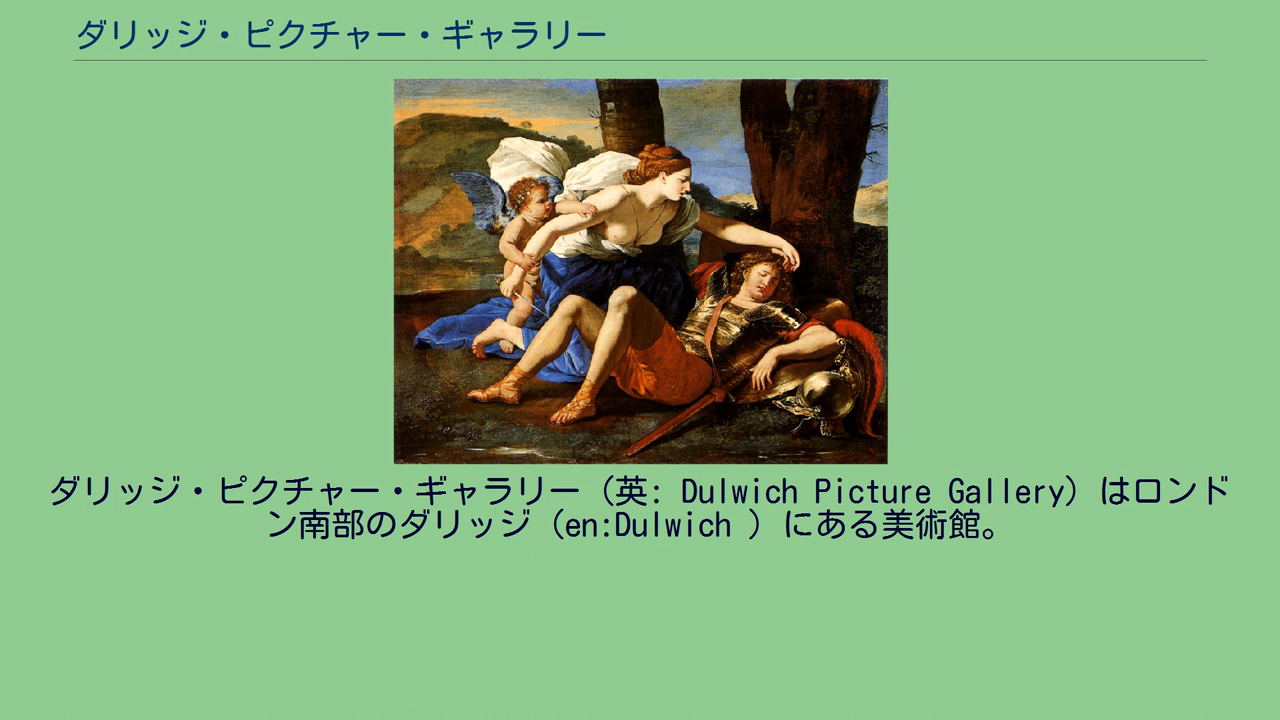 ダリッジ・ピクチャー・ギャラリー
ダリッジ・ピクチャー・ギャラリー（英: Dulwich Picture Gallery）はロンド
ン南部のダリッジ（en:Dulwich ）にある美術館。